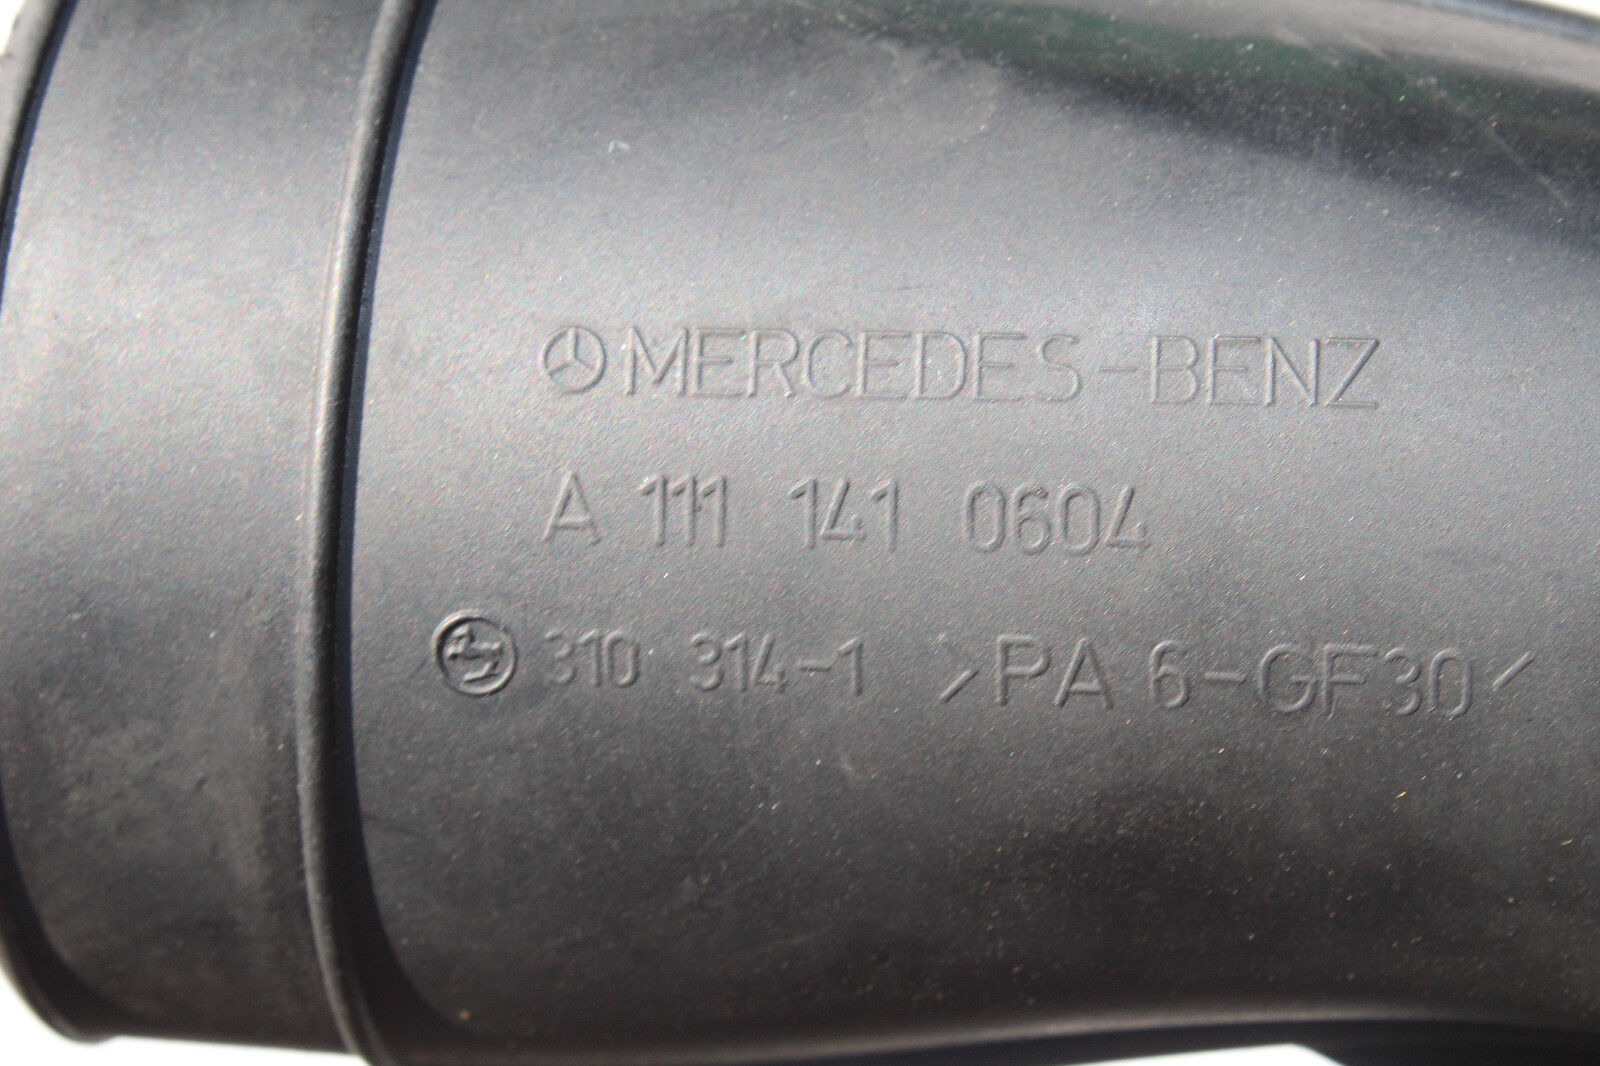 MERCEDES-BENZ
A 111 141 0604
310 314-1 >PA 6-GF30<